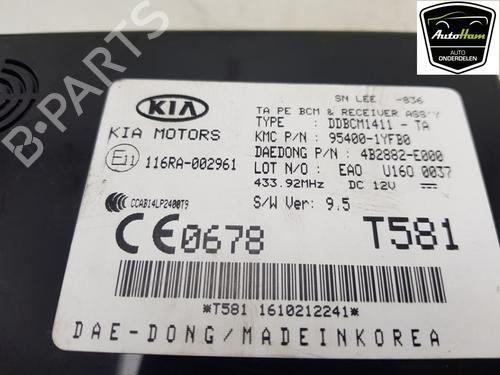 AutoHam
AUTO
ONDERDELEN
B-PARTS
SN LEE -836
KIA
KIA MOTORS
TA PE BCM & RECEIVER ASS'Y
TYPE : DDBCM1411 - TA
KMC P/N : 95400-1YFB0
DAEDONG P/N : 4B2882-E000
LOT N/O : EAO U160 0037
433.92MHz DC 12V
S/W Ver: 9.5
E11 116RA-002961
CCAB14LP2400T9
CE0678
T581
*T581 1610212241*
DAE-DONG/MADEINKOREA